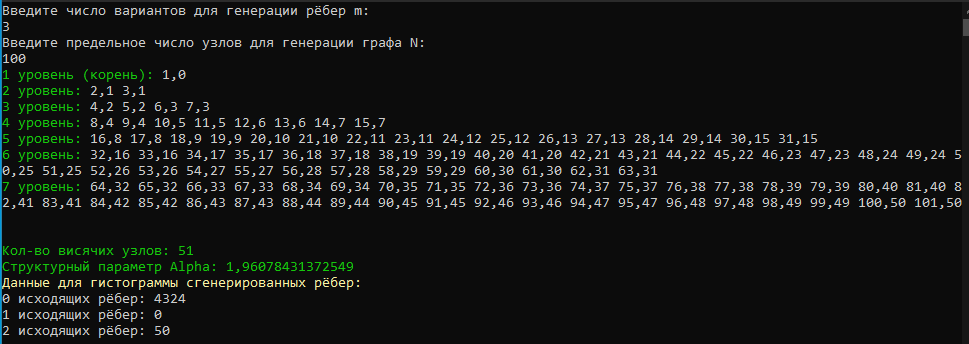 Введите число вариантов для генерации рёбер m:
3
Введите предельное число узлов для генерации графа N:
100
1 уровень (корень): 1,0
2 уровень: 2,1 3,1
3 уровень: 4,2 5,2 6,3 7,3
4 уровень: 8,4 9,4 10,5 11,5 12,6 13,6 14,7 15,7
5 уровень: 16,8 17,8 18,9 19,9 20,10 21,10 22,11 23,11 24,12 25,12 26,13 27,13 28,14 29,14 30,15 31,15
6 уровень: 32,16 33,16 34,17 35,17 36,18 37,18 38,19 39,19 40,20 41,20 42,21 43,21 44,22 45,22 46,23 47,23 48,24 49,24 5
0,25 51,25 52,26 53,26 54,27 55,27 56,28 57,28 58,29 59,29 60,30 61,30 62,31 63,31
7 уровень: 64,32 65,32 66,33 67,33 68,34 69,34 70,35 71,35 72,36 73,36 74,37 75,37 76,38 77,38 78,39 79,39 80,40 81,40 8
2,41 83,41 84,42 85,42 86,43 87,43 88,44 89,44 90,45 91,45 92,46 93,46 94,47 95,47 96,48 97,48 98,49 99,49 100,50 101,50
Кол-во висячих узлов: 51
Структурный параметр Alpha: 1,96078431372549
Данные для гистограммы сгенерированных рёбер:
0 исходящих рёбер: 4324
1 исходящих рёбер: 0
2 исходящих рёбер: 50